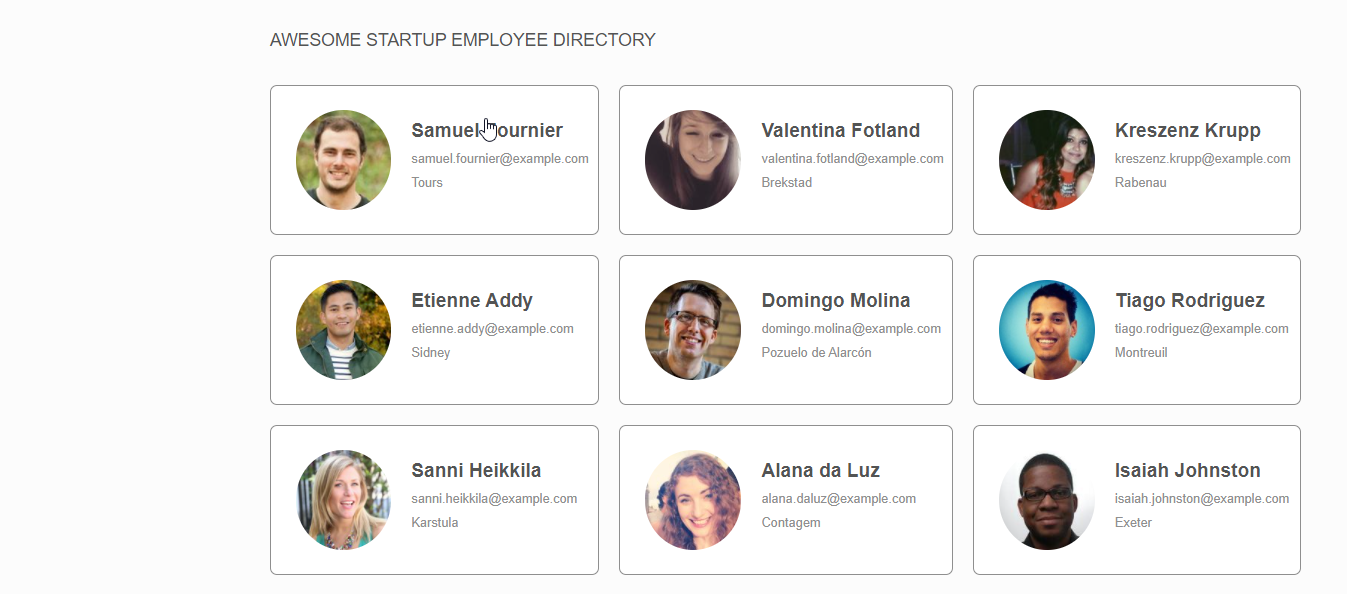 AWESOME STARTUP EMPLOYEE DIRECTORY
Samuel Fournier
samuel.fournier@example.com
Tours
Valentina Fotland
valentina.fotland@example.com
Brekstad
Kreszenz Krupp
kreszenz.krupp@example.com
Rabenau
Etienne Addy
etienne.addy@example.com
Sidney
Domingo Molina
domingo.molina@example.com
Pozuelo de Alarcón
Tiago Rodriguez
tiago.rodriguez@example.com
Montreuil
Sanni Heikkila
sanni.heikkila@example.com
Karstula
Alana da Luz
alana.daluz@example.com
Contagem
Isaiah Johnston
isaiah.johnston@example.com
Exeter